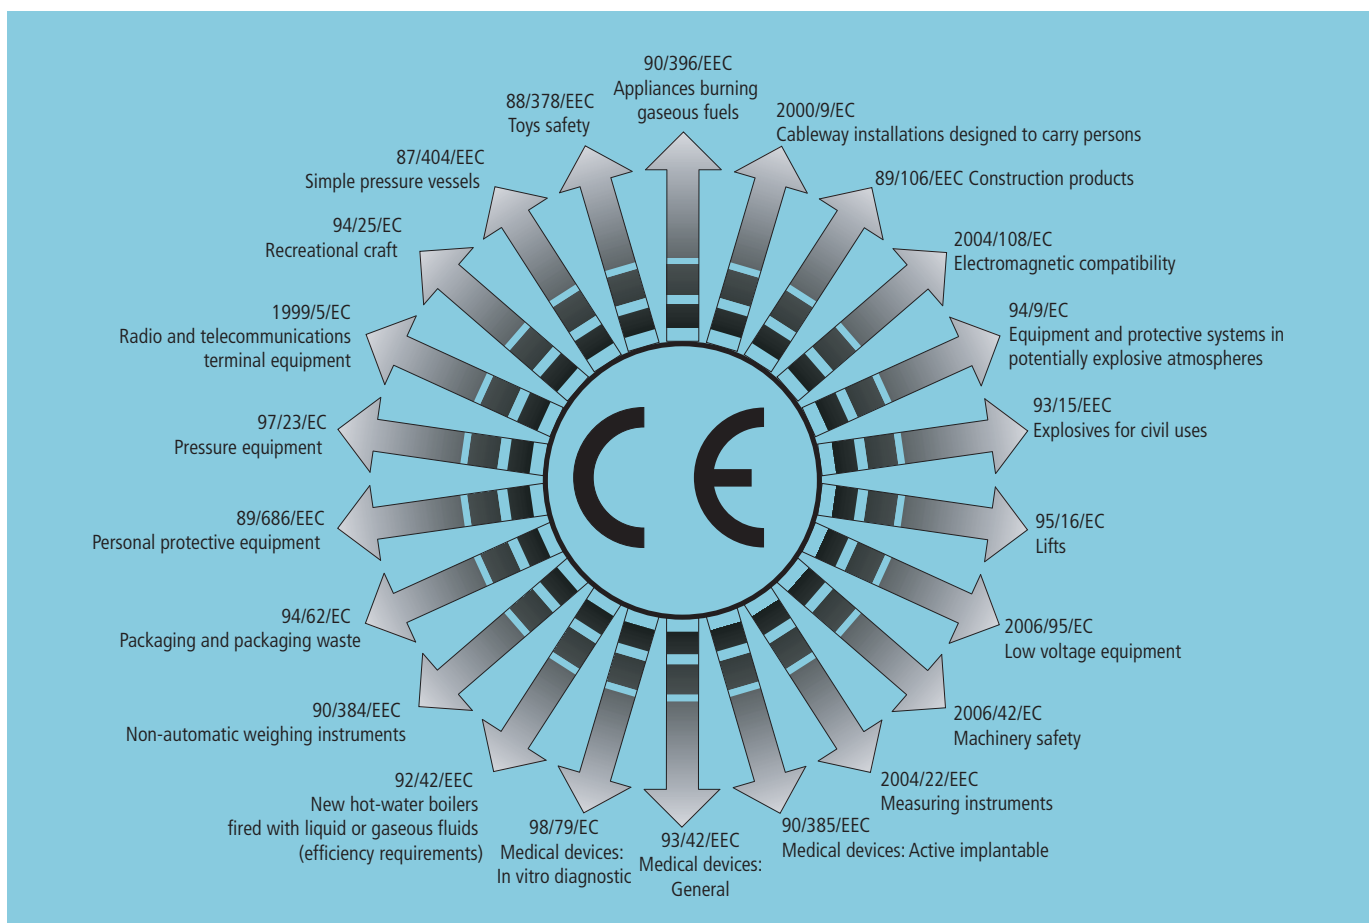 90/396/EEC
Appliances burning
gaseous fuels
2000/9/EC
Cableway installations designed to carry persons
89/106/EEC Construction products
2004/108/EC
Electromagnetic compatibility
94/9/EC
Equipment and protective systems in
potentially explosive atmospheres
93/15/EEC
Explosives for civil uses
95/16/EC
Lifts
2006/95/EC
Low voltage equipment
2006/42/EC
Machinery safety
2004/22/EEC
Measuring instruments
90/385/EEC
Medical devices: Active implantable
93/42/EEC
Medical devices:
General
98/79/EC
Medical devices:
In vitro diagnostic
92/42/EEC
New hot-water boilers
fired with liquid or gaseous fluids
(efficiency requirements)
90/384/EEC
Non-automatic weighing instruments
94/62/EC
Packaging and packaging waste
89/686/EEC
Personal protective equipment
97/23/EC
Pressure equipment
1999/5/EC
Radio and telecommunications
terminal equipment
94/25/EC
Recreational craft
87/404/EEC
Simple pressure vessels
88/378/EEC
Toys safety
CE